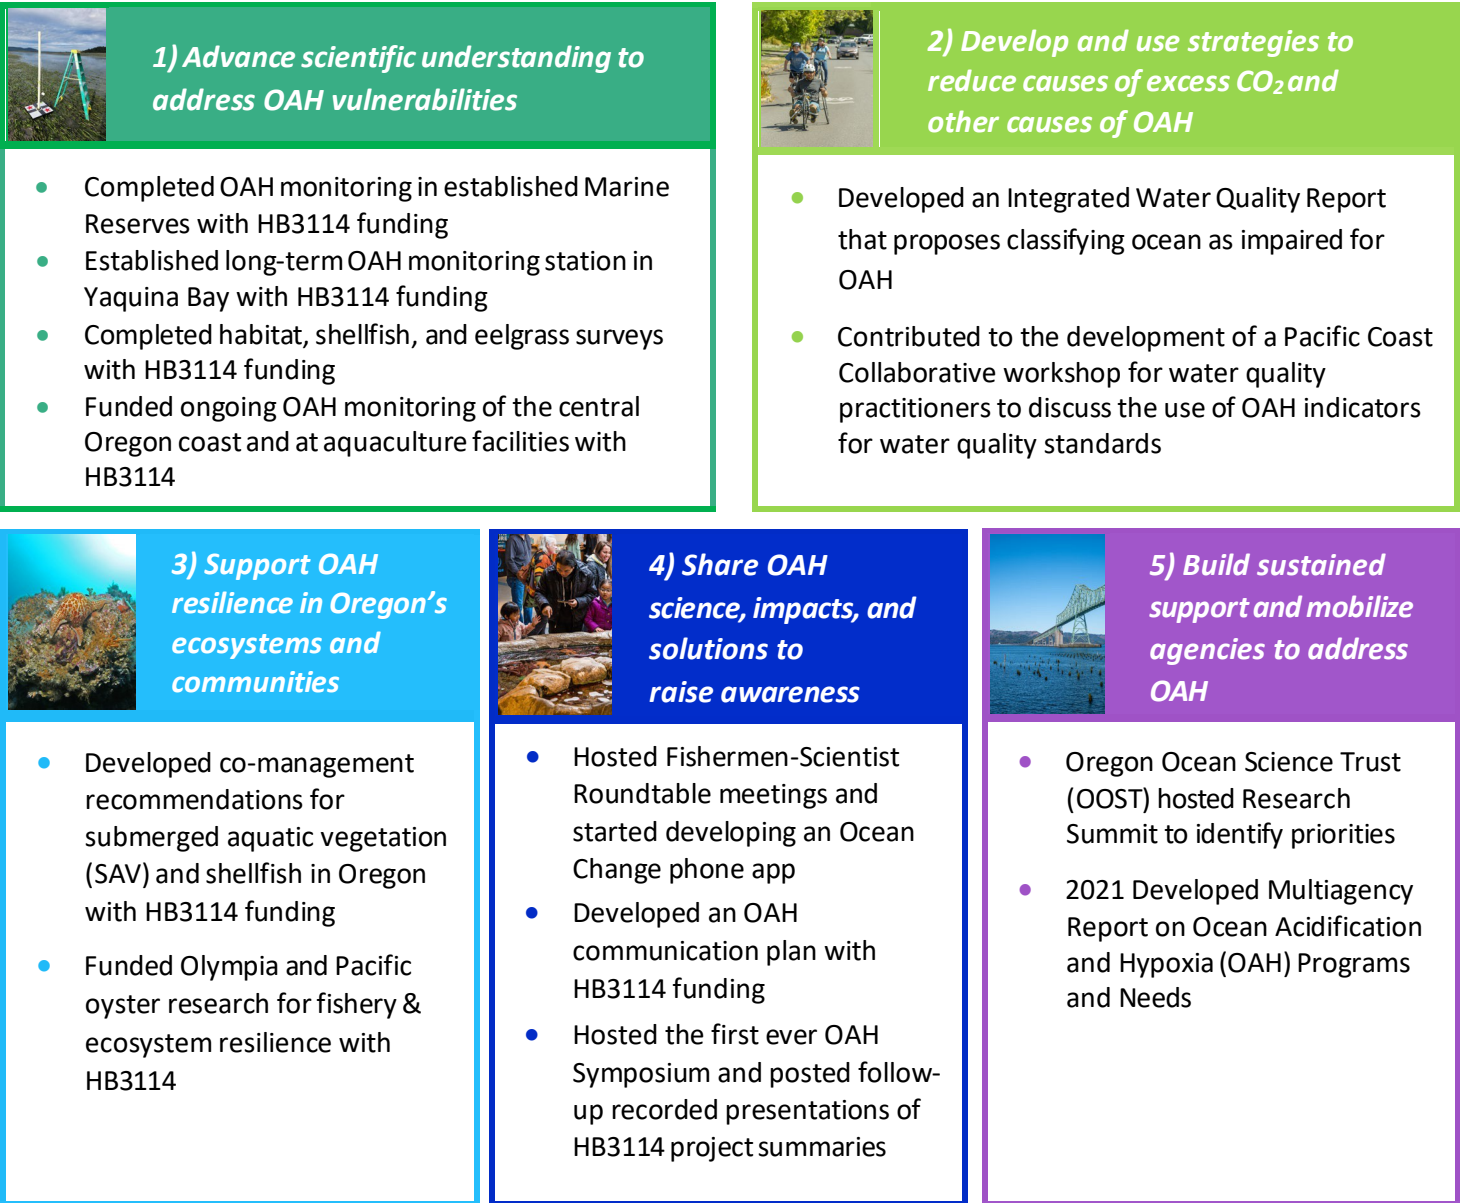 1) Advance scientific understanding to
address OAH vulnerabilities
• Completed OAH monitoring in established Marine
Reserves with HB3114 funding
• Established long-term OAH monitoring station in
Yaquina Bay with HB3114 funding
• Completed habitat, shellfish, and eelgrass surveys
with HB3114 funding
• Funded ongoing OAH monitoring of the central
Oregon coast and at aquaculture facilities with
HB3114
2) Develop and use strategies to
reduce causes of excess CO₂ and
other causes of OAH
• Developed an Integrated Water Quality Report
that proposes classifying ocean as impaired for
OAH
• Contributed to the development of a Pacific Coast
Collaborative workshop for water quality
practitioners to discuss the use of OAH indicators
for water quality standards
3) Support OAH
resilience in Oregon’s
ecosystems and
communities
• Developed co-management
recommendations for
submerged aquatic vegetation
(SAV) and shellfish in Oregon
with HB3114 funding
• Funded Olympia and Pacific
oyster research for fishery &
ecosystem resilience with
HB3114
4) Share OAH
science, impacts, and
solutions to
raise awareness
• Hosted Fishermen-Scientist
Roundtable meetings and
started developing an Ocean
Change phone app
• Developed an OAH
communication plan with
HB3114 funding
• Hosted the first ever OAH
Symposium and posted follow-
up recorded presentations of
HB3114 project summaries
5) Build sustained
support and mobilize
agencies to address
OAH
• Oregon Ocean Science Trust
(OOST) hosted Research
Summit to identify priorities
• 2021 Developed Multiagency
Report on Ocean Acidification
and Hypoxia (OAH) Programs
and Needs